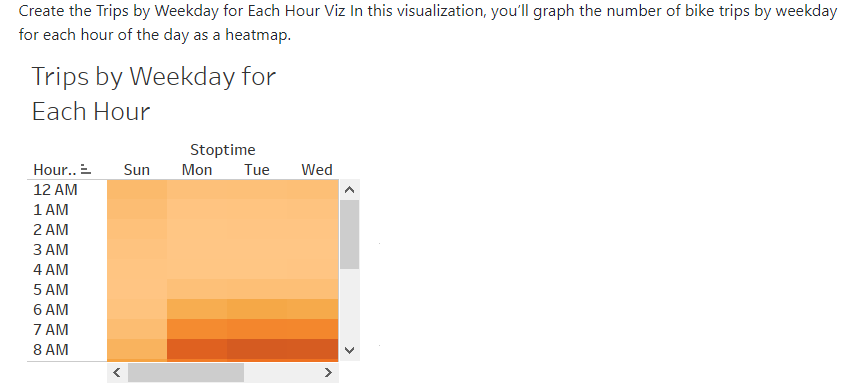 Create the Trips by Weekday for Each Hour Viz In this visualization, you'll graph the number of bike trips by weekday
for each hour of the day as a heatmap.
Trips by Weekday for
Each Hour
Stoptime
Hour.. Sun Mon Tue Wed
12 AM
1 AM
2 AM
3 AM
4 AM
5 AM
6 AM
7 AM
8 AM